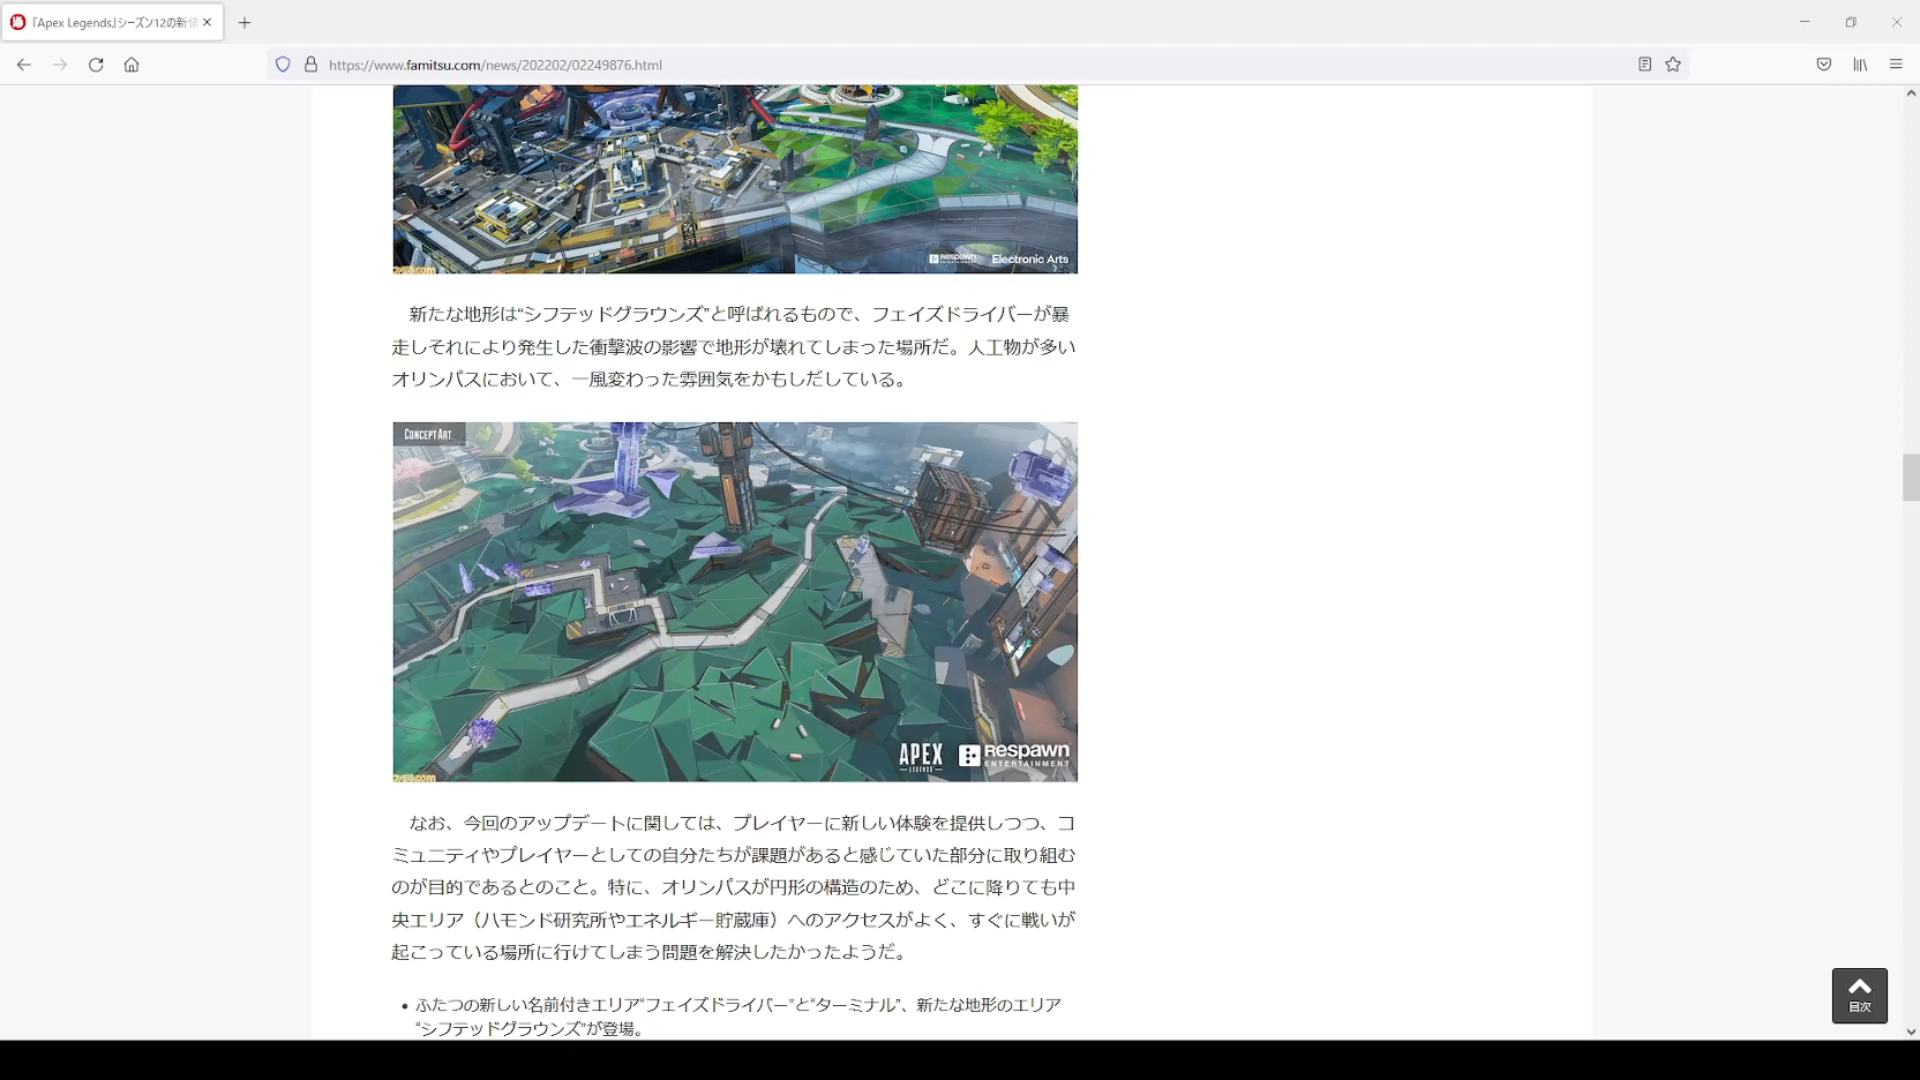 『Apex Legends』シーズン12の新
https://www.famitsu.com/news/202202/02249876.html
Respawn
Electronic Arts
新たな地形は“シフテッドグラウンズ”と呼ばれるもので、フェイズドライバーが暴
走しそれにより発生した衝撃波の影響で地形が壊れてしまった場所だ。人工物が多い
オリンパスにおいて、一風変わった雰囲気をかもしだしている。
CONCEPT ART
APEX
LEGENDS
Respawn
ENTERTAINMENT
なお、今回のアップデートに関しては、プレイヤーに新しい体験を提供しつつ、コ
ミュニティやプレイヤーとしての自分たちが課題があると感じていた部分に取り組む
のが目的であるとのこと。特に、オリンパスが円形の構造のため、どこに降りても中
央エリア（ハモンド研究所やエネルギー貯蔵庫）へのアクセスがよく、すぐに戦いが
起こっている場所に行けてしまう問題を解決したかったようだ。
• ふたつの新しい名前付きエリア“フェイズドライバー”と“ターミナル”、新たな地形のエリア
“シフテッドグラウンズ”が登場。
目次